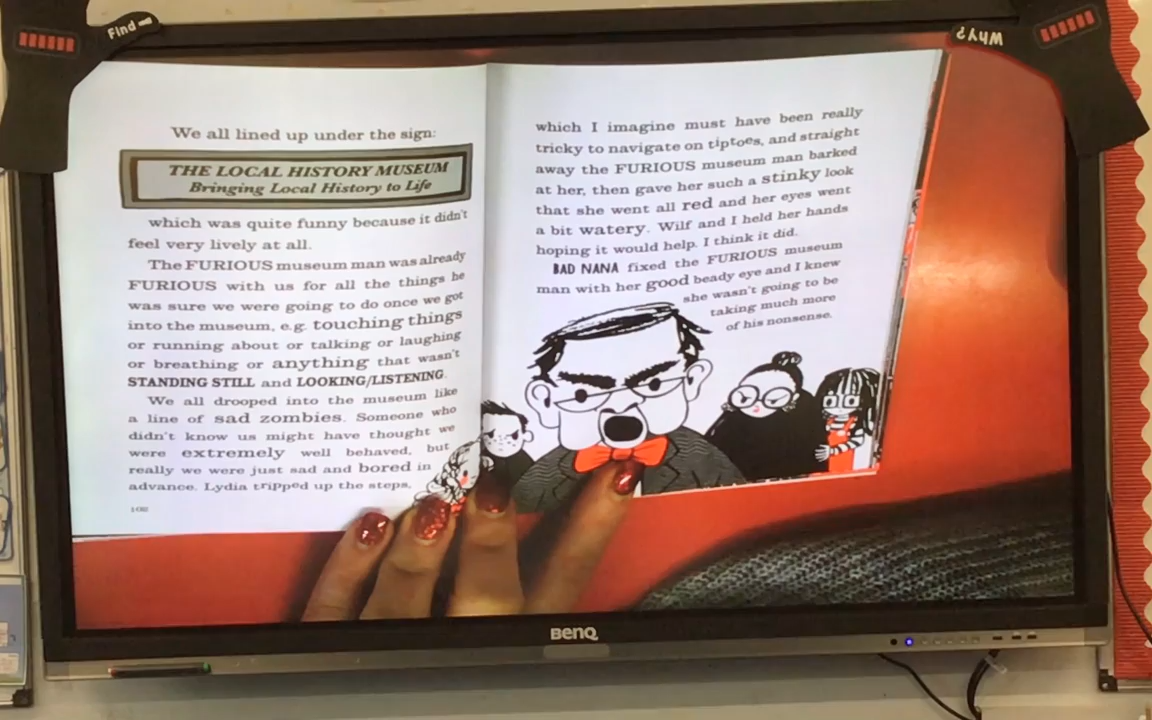 Find
Why?
We all lined up under the sign:
THE LOCAL HISTORY MUSEUM
Bringing Local History to Life
which was quite funny because it didn't
feel very lively at all.
The FURIOUS museum man was already
FURIOUS with us for all the things he
was sure we were going to do once we got
into the museum, e.g. touching things
or running about or talking or laughing
or breathing or anything that wasn't
STANDING STILL and LOOKING/LISTENING.
We all drooped into the museum like
a line of sad zombies. Someone who
didn't know us might have thought we
were extremely well behaved, but
really we were just sad and bored in
advance. Lydia tripped up the steps,
which I imagine must have been really
tricky to navigate on tiptoes, and straight
away the FURIOUS museum man barked
at her, then gave her such a stinky look
that she went all red and her eyes went
a bit watery. Wilf and I held her hands
hoping it would help. I think it did.
BAD NANA fixed the FURIOUS museum
man with her good beady eye and I knew
she wasn't going to be
taking much more
of his nonsense.
BenQ